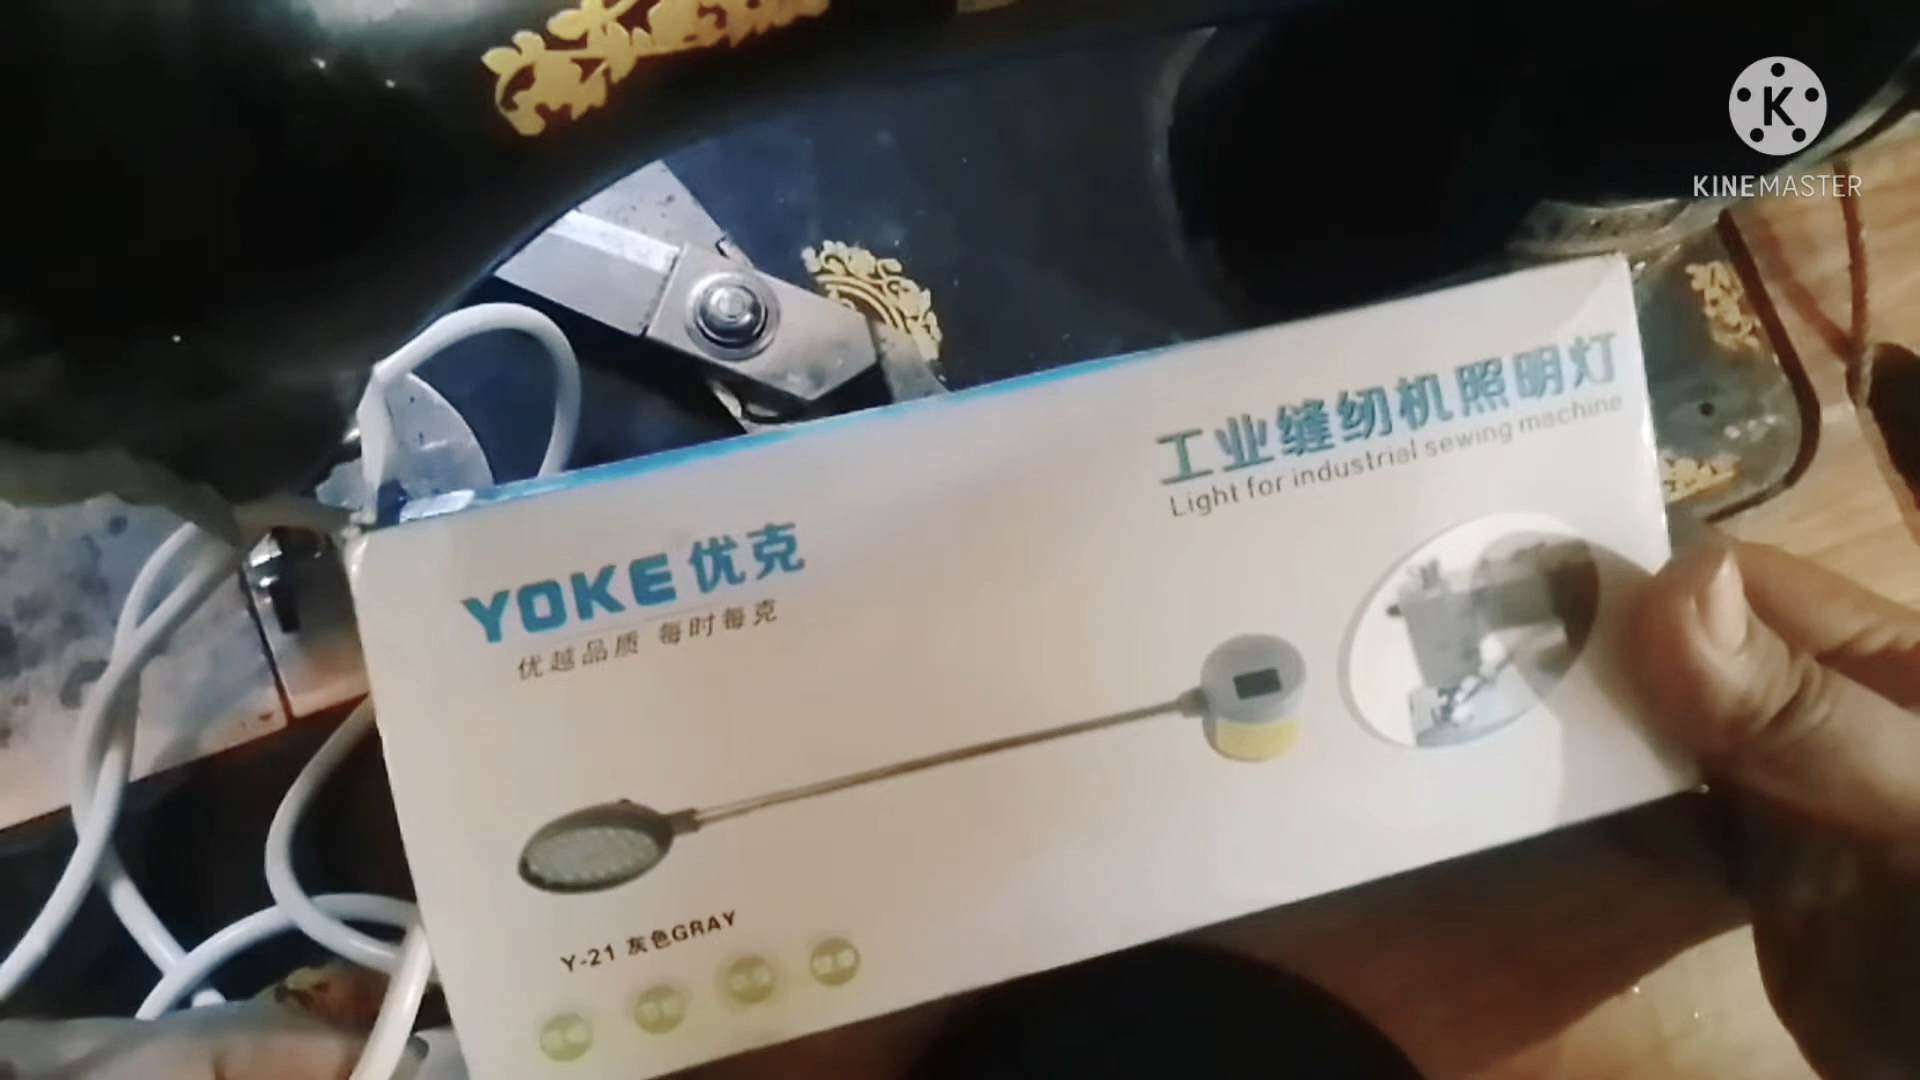 K
KINEMASTER
工业缝纫机照明灯
Light for industrial sewing machine
YOKE 优克
优越品质 每时每克
Y-21 灰色GRAY